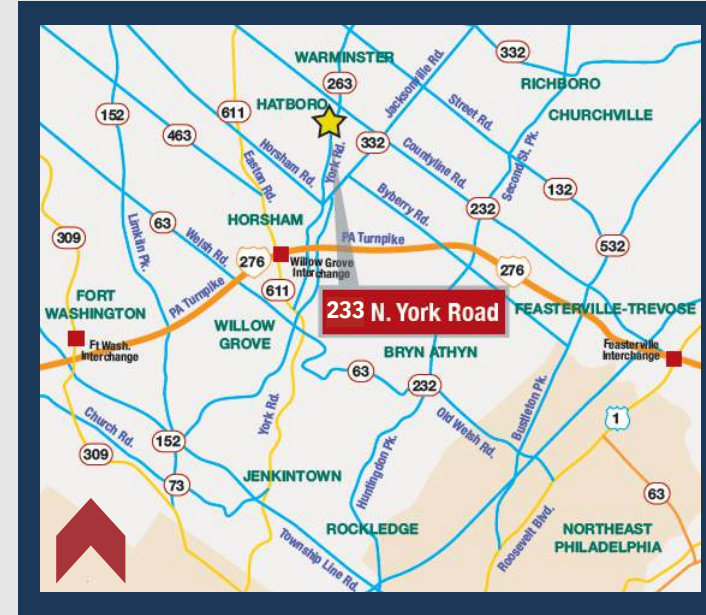 WARMINSTER
332
263
RICHBORO
HATBORO
Jacksonville Rd.
Street Rd.
CHURCHVILLE
152
611
463
332
York Rd.
Horsham Rd.
Easton Rd.
Countyline Rd.
Second St. Pk.
Byberry Rd.
132
232
Limkiln Pk.
63
Welsh Rd.
HORSHAM
309
PA Turnpike
532
276
Willow Grove
Interchange
276
611
FORT
WASHINGTON
PA Turnpike
233 N. York Road
FEASTERVILLE-TREVOSE
WILLOW
GROVE
Ft Wash.
Interchange
BRYN ATHYN
Feasterville
Interchange
63
232
Bustleton Pk.
1
Church Rd.
York Rd.
Old Welsh Rd.
152
309
Huntingdon Pk.
73
JENKINTOWN
63
ROCKLEDGE
Roosevelt Blvd.
NORTHEAST
PHILADELPHIA
Township Line Rd.